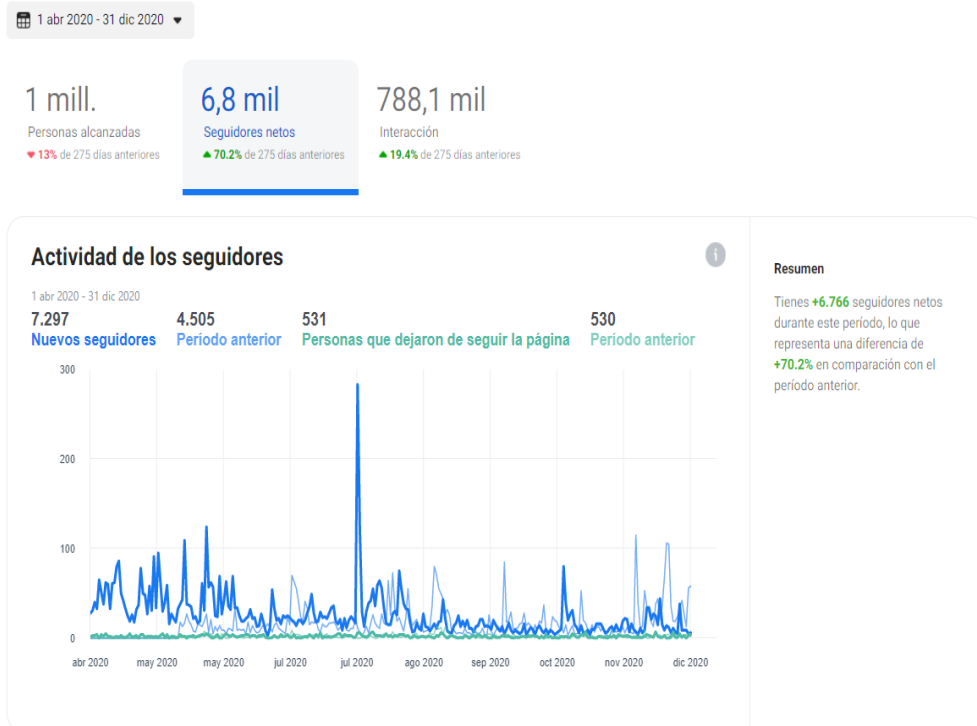 1 abr 2020 - 31 dic 2020
1 mill.
Personas alcanzadas
13% de 275 días anteriores
6,8 mil
Seguidores netos
70.2% de 275 días anteriores
788,1 mil
Interacción
19.4% de 275 días anteriores
Actividad de los seguidores
i
1 abr 2020 - 31 dic 2020
7.297
Nuevos seguidores
4.505
Período anterior
531
Personas que dejaron de seguir la página
530
Período anterior
300
200
100
0
abr 2020 may 2020 may 2020 jul 2020 jul 2020 ago 2020 sep 2020 oct 2020 nov 2020 dic 2020
Resumen
Tienes +6.766 seguidores netos
durante este período, lo que
representa una diferencia de
+70.2% en comparación con el
período anterior.